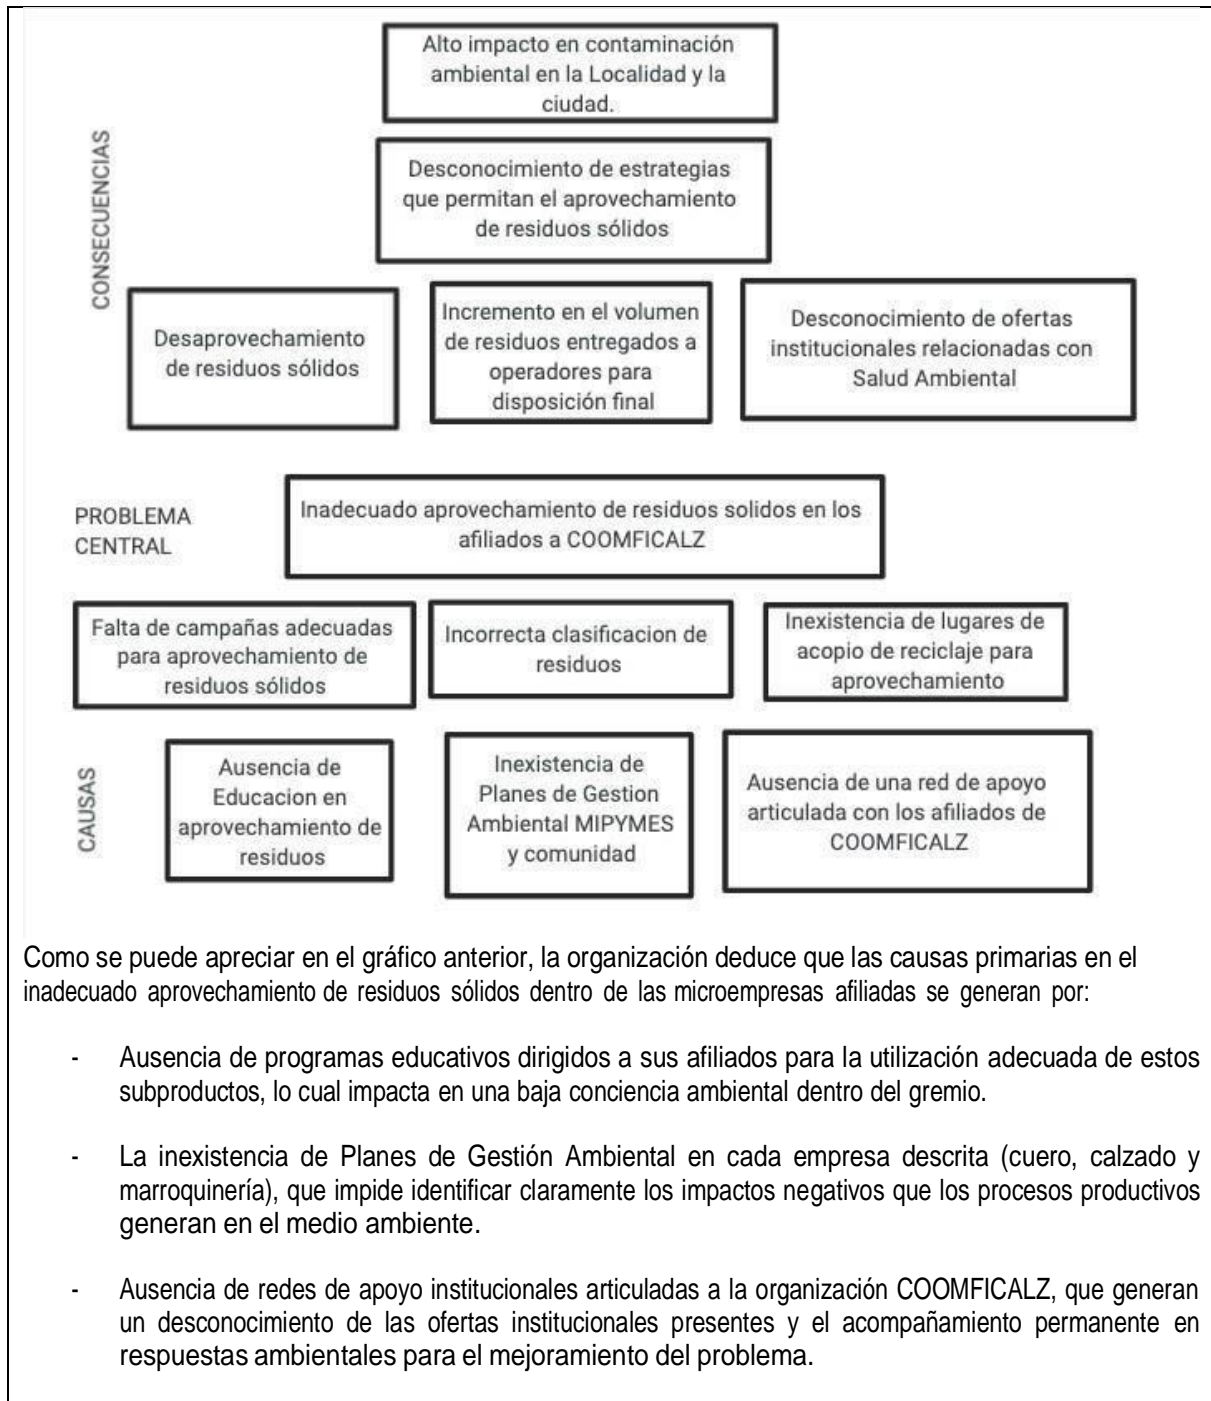 Alto impacto en contaminación
ambiental en la Localidad y la
ciudad.
CONSECUENCIAS
Desconocimiento de estrategias
que permitan el aprovechamiento
de residuos sólidos
Desaprovechamiento
de residuos sólidos
Incremento en el volumen
de residuos entregados a
operadores para
disposición final
Desconocimiento de ofertas
institucionales relacionadas con
Salud Ambiental
PROBLEMA
CENTRAL
Inadecuado aprovechamiento de residuos solidos en los
afiliados a COOMFICALZ
Falta de campañas adecuadas
para aprovechamiento de
residuos sólidos
Incorrecta clasificacion de
residuos
Inexistencia de lugares de
acopio de reciclaje para
aprovechamiento
CAUSAS
Ausencia de
Educacion en
aprovechamiento de
residuos
Inexistencia de
Planes de Gestion
Ambiental MIPYMES
y comunidad
Ausencia de una red de apoyo
articulada con los afiliados de
COOMFICALZ
Como se puede apreciar en el gráfico anterior, la organización deduce que las causas primarias en el
inadecuado aprovechamiento de residuos sólidos dentro de las microempresas afiliadas se generan por:
- Ausencia de programas educativos dirigidos a sus afiliados para la utilización adecuada de estos
subproductos, lo cual impacta en una baja conciencia ambiental dentro del gremio.
- La inexistencia de Planes de Gestión Ambiental en cada empresa descrita (cuero, calzado y
marroquinería), que impide identificar claramente los impactos negativos que los procesos productivos
generan en el medio ambiente.
- Ausencia de redes de apoyo institucionales articuladas a la organización COOMFICALZ, que generan
un desconocimiento de las ofertas institucionales presentes y el acompañamiento permanente en
respuestas ambientales para el mejoramiento del problema.